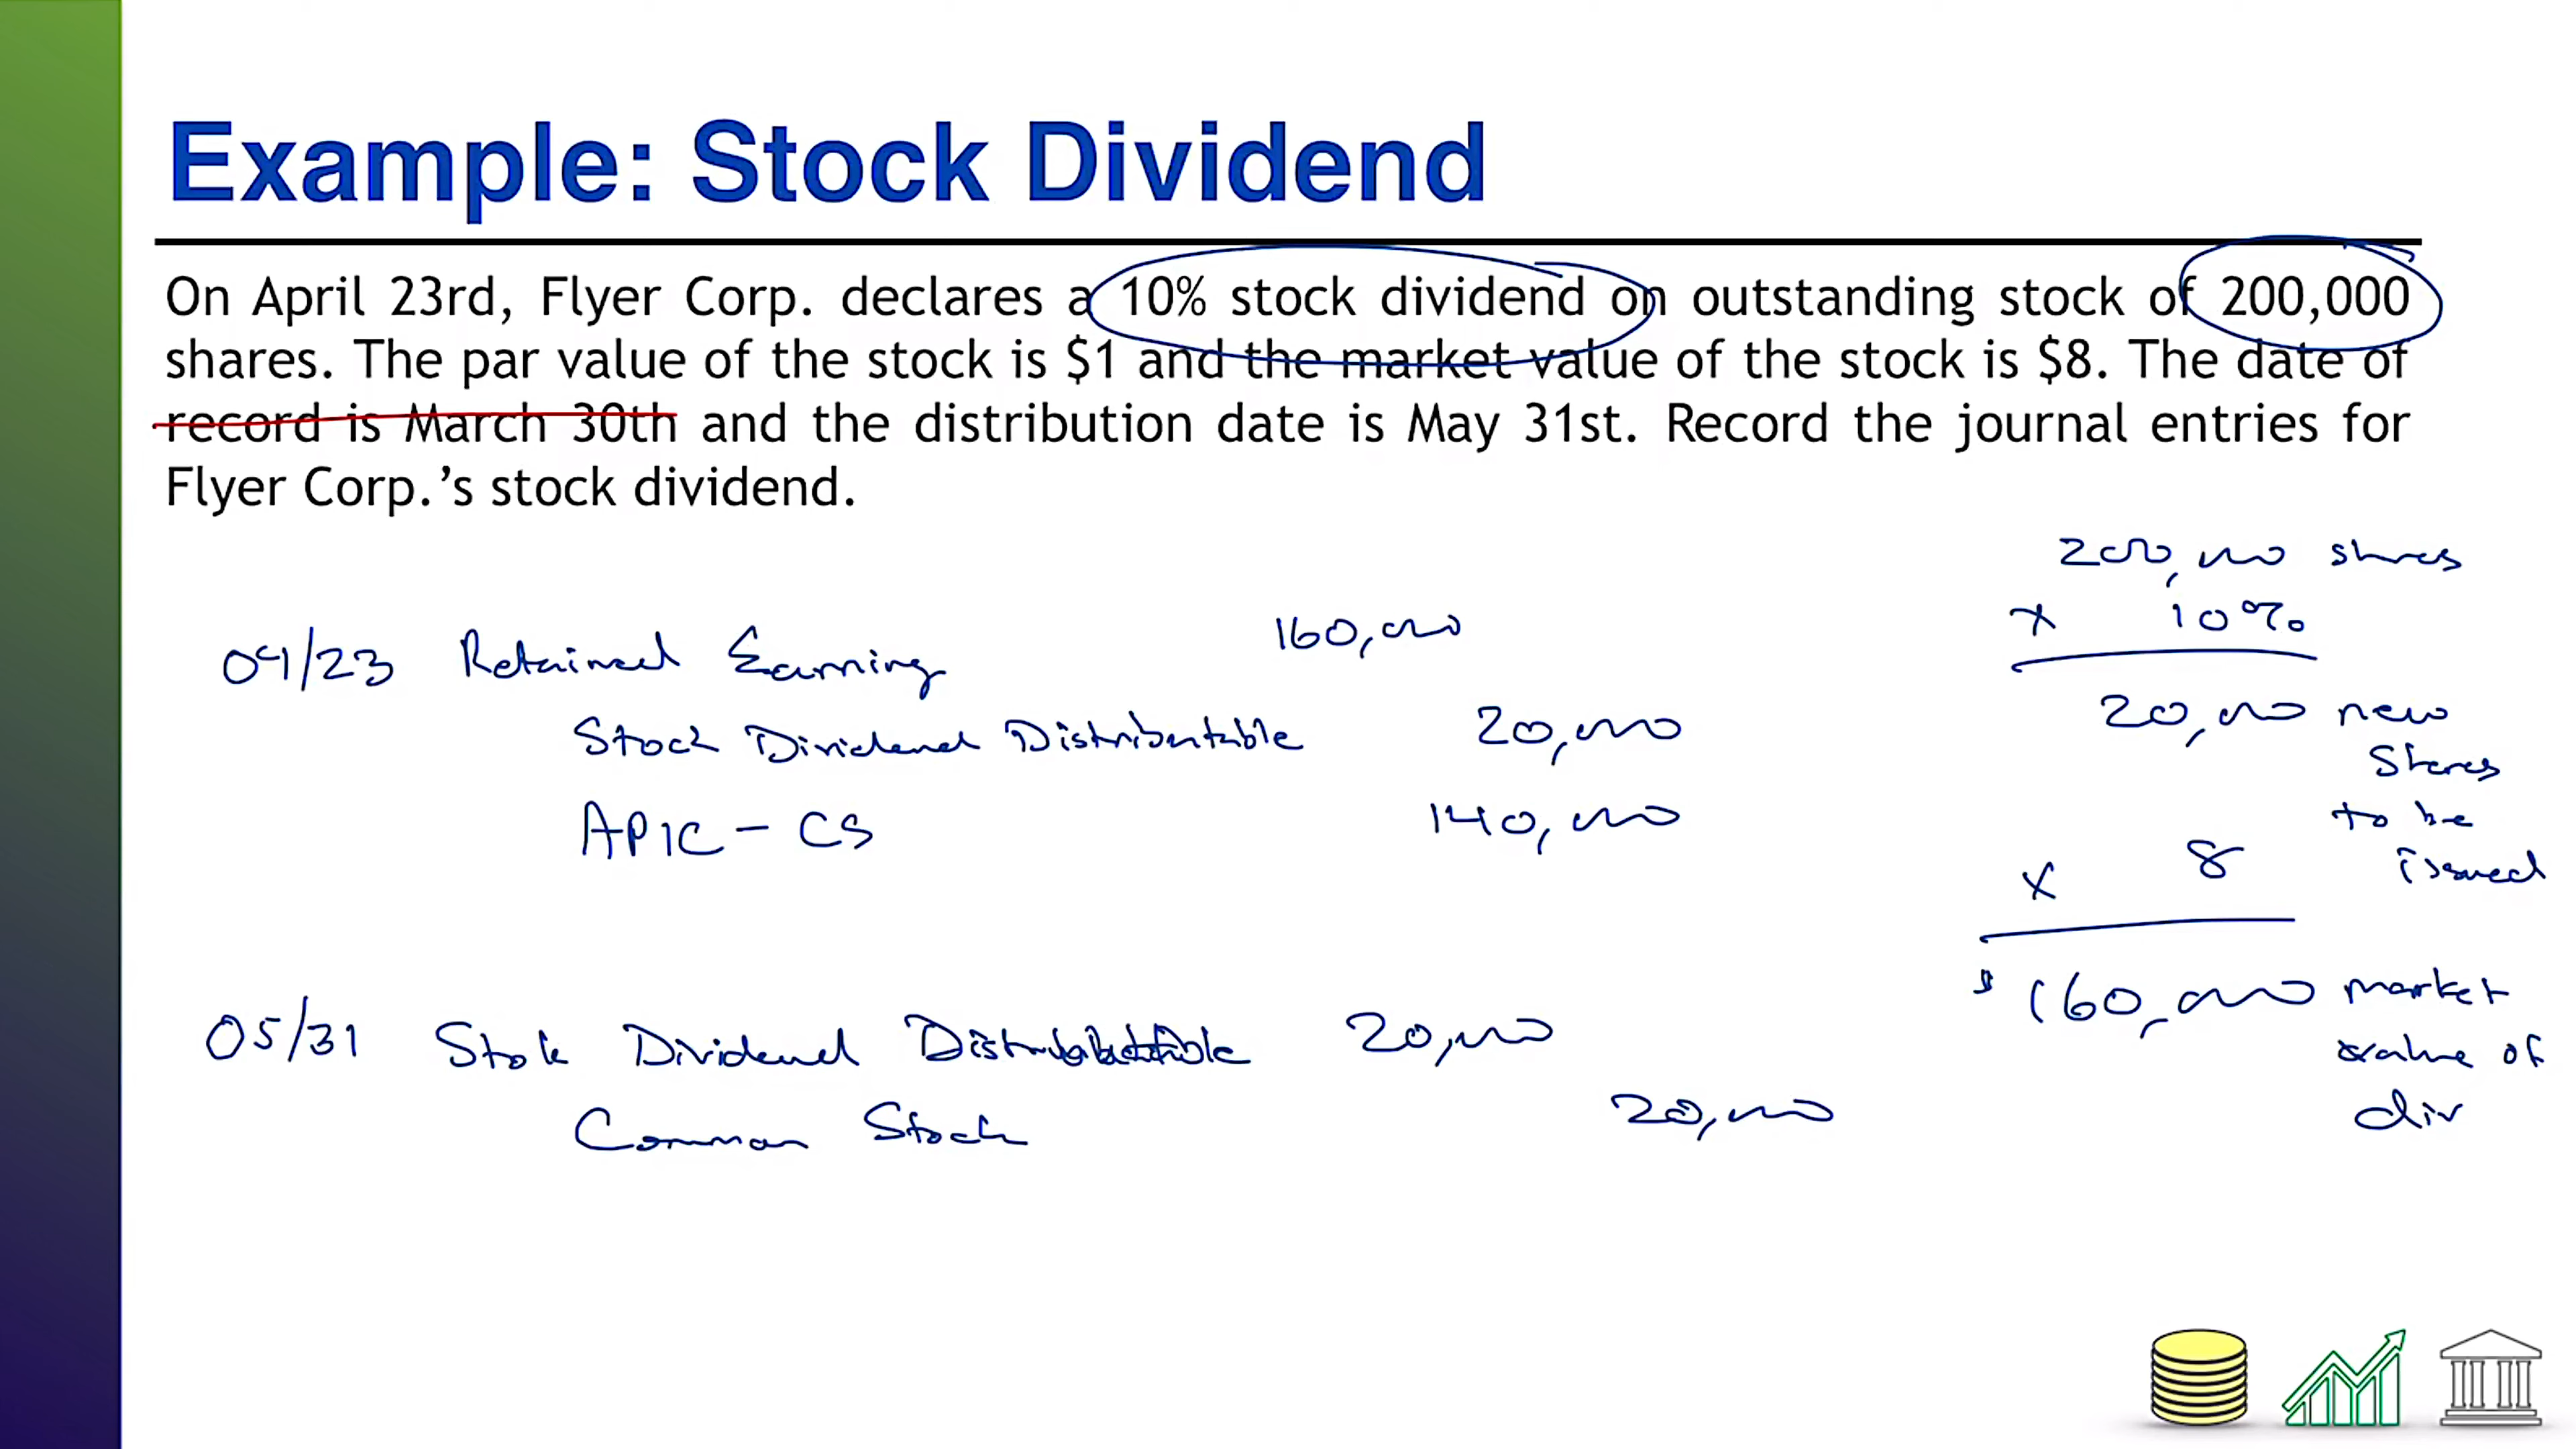 Example: Stock Dividend
On April 23rd, Flyer Corp. declares a 10% stock dividend on outstanding stock of 200,000
shares. The par value of the stock is $1 and the market value of the stock is $8. The date of
record is March 30th and the distribution date is May 31st. Record the journal entries for
Flyer Corp.'s stock dividend.
04/23 Retained Earning 160,000
Stock Dividend Distributable 20,000
APIC - CS 140,000
05/31 Stock Dividend Distributable 20,000
Common Stock 20,000
200,000 shares
x 10%
20,000 new
shares
to be
issued
x 8
$ 160,000 market
value of
div